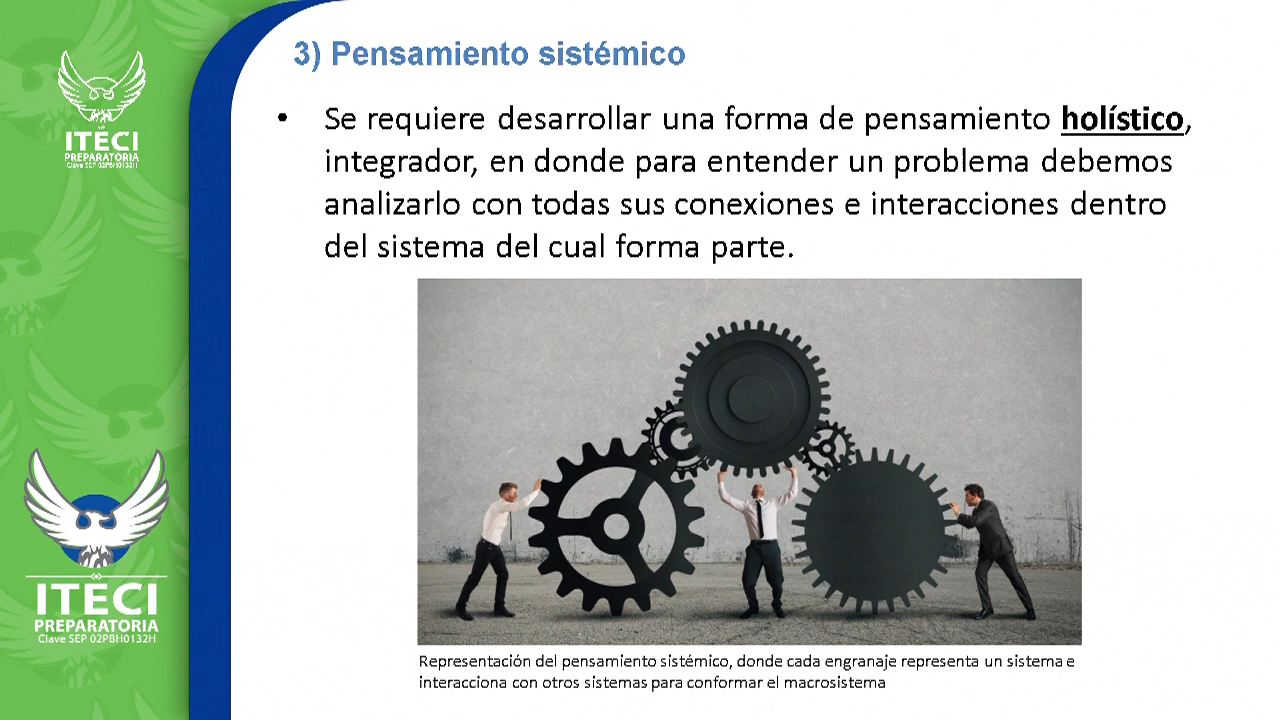 ITECI
PREPARATORIA
Clave SEP 02PBH0132H
3) Pensamiento sistémico
• Se requiere desarrollar una forma de pensamiento holístico,
integrador, en donde para entender un problema debemos
analizarlo con todas sus conexiones e interacciones dentro
del sistema del cual forma parte.
Representación del pensamiento sistémico, donde cada engranaje representa un sistema e
interacciona con otros sistemas para conformar el macrosistema
ITECI
PREPARATORIA
Clave SEP 02PBH0132H